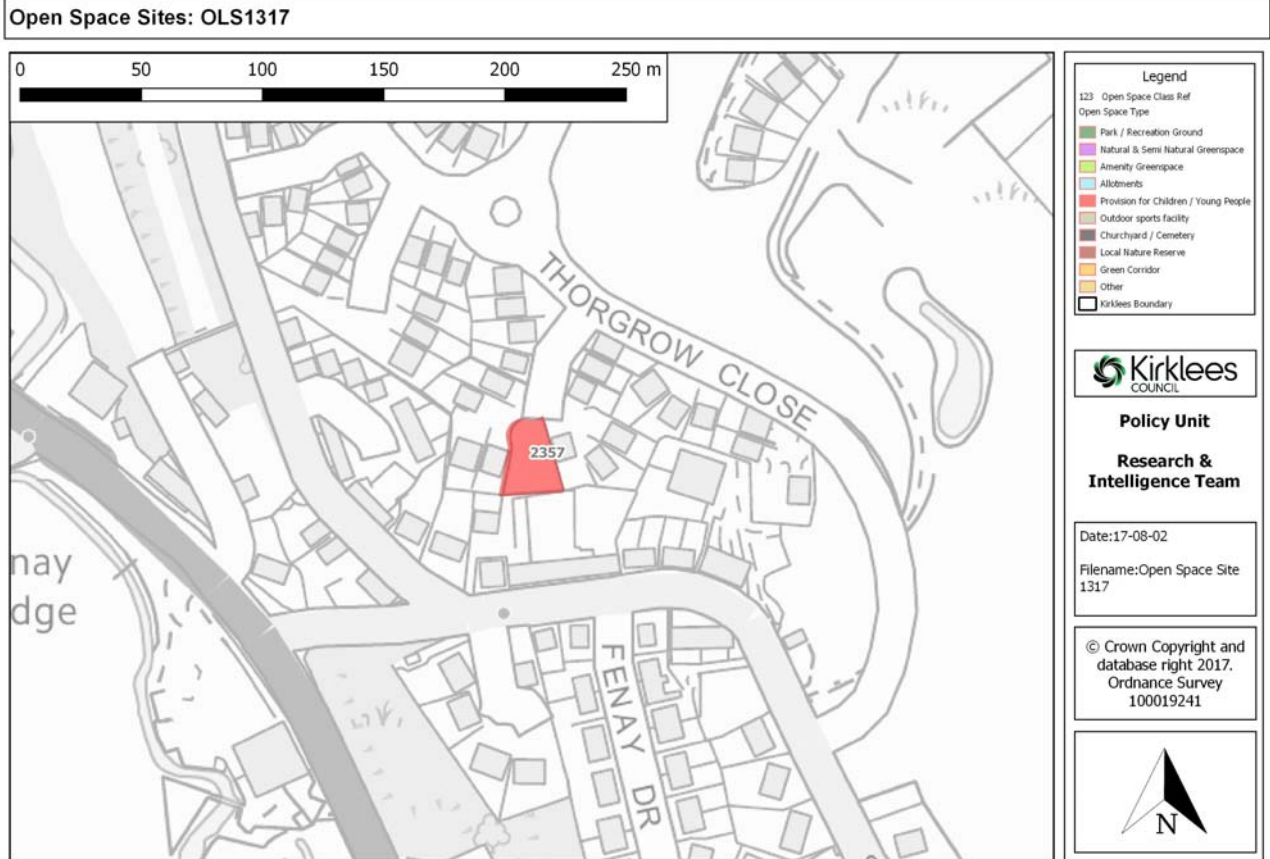 Open Space Sites: OLS1317
0 50 100 150 200 250 m
THORGROW CLOSE
2357
nay
dge
FENAY DR
Legend
123 Open Space Class Ref
Open Space Type
Park / Recreation Ground
Natural & Semi Natural Greenspace
Amenity Greenspace
Allotments
Provision for Children / Young People
Outdoor sports facility
Churchyard / Cemetery
Local Nature Reserve
Green Corridor
Other
Kirklees Boundary
Kirklees
COUNCIL
Policy Unit
Research &
Intelligence Team
Date:17-08-02
Filename:Open Space Site
1317
© Crown Copyright and
database right 2017.
Ordnance Survey
100019241
N